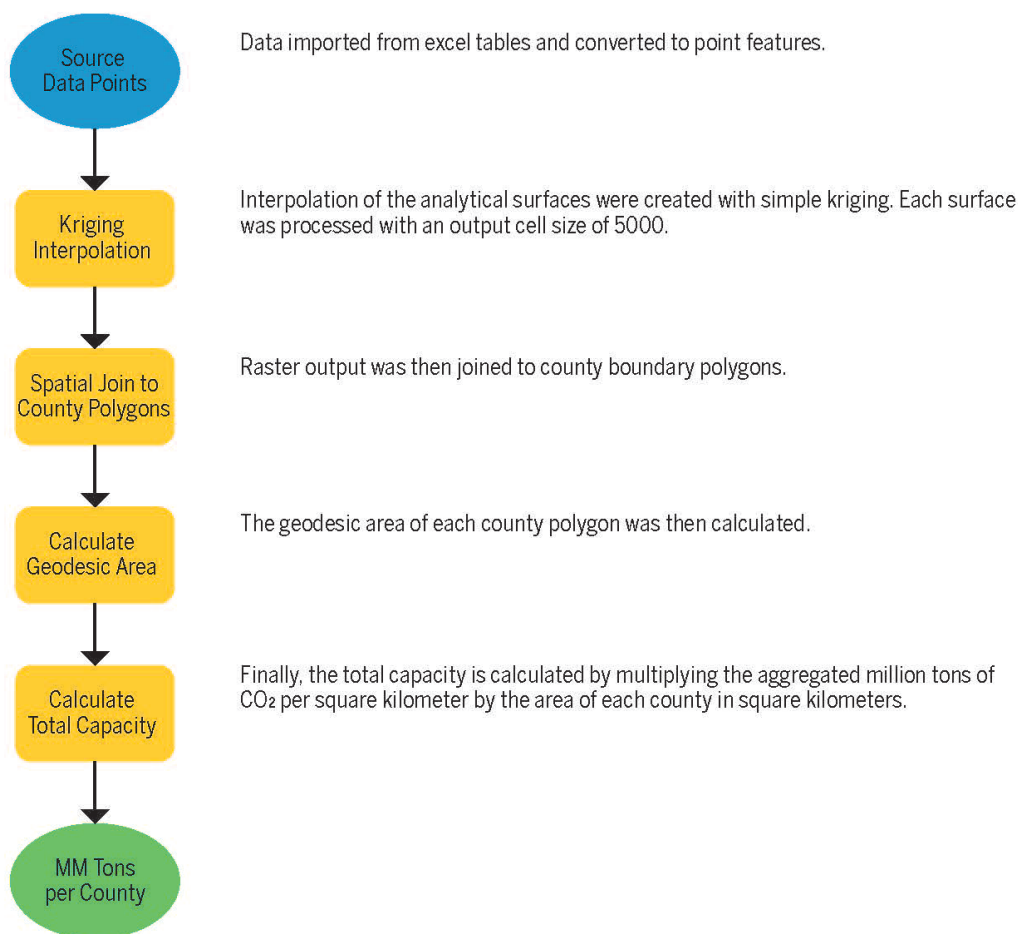 Source
Data Points
Data imported from excel tables and converted to point features.
Kriging
Interpolation
Interpolation of the analytical surfaces were created with simple kriging. Each surface
was processed with an output cell size of 5000.
Spatial Join to
County Polygons
Raster output was then joined to county boundary polygons.
Calculate
Geodesic Area
The geodesic area of each county polygon was then calculated.
Calculate
Total Capacity
Finally, the total capacity is calculated by multiplying the aggregated million tons of
CO₂ per square kilometer by the area of each county in square kilometers.
MM Tons
per County